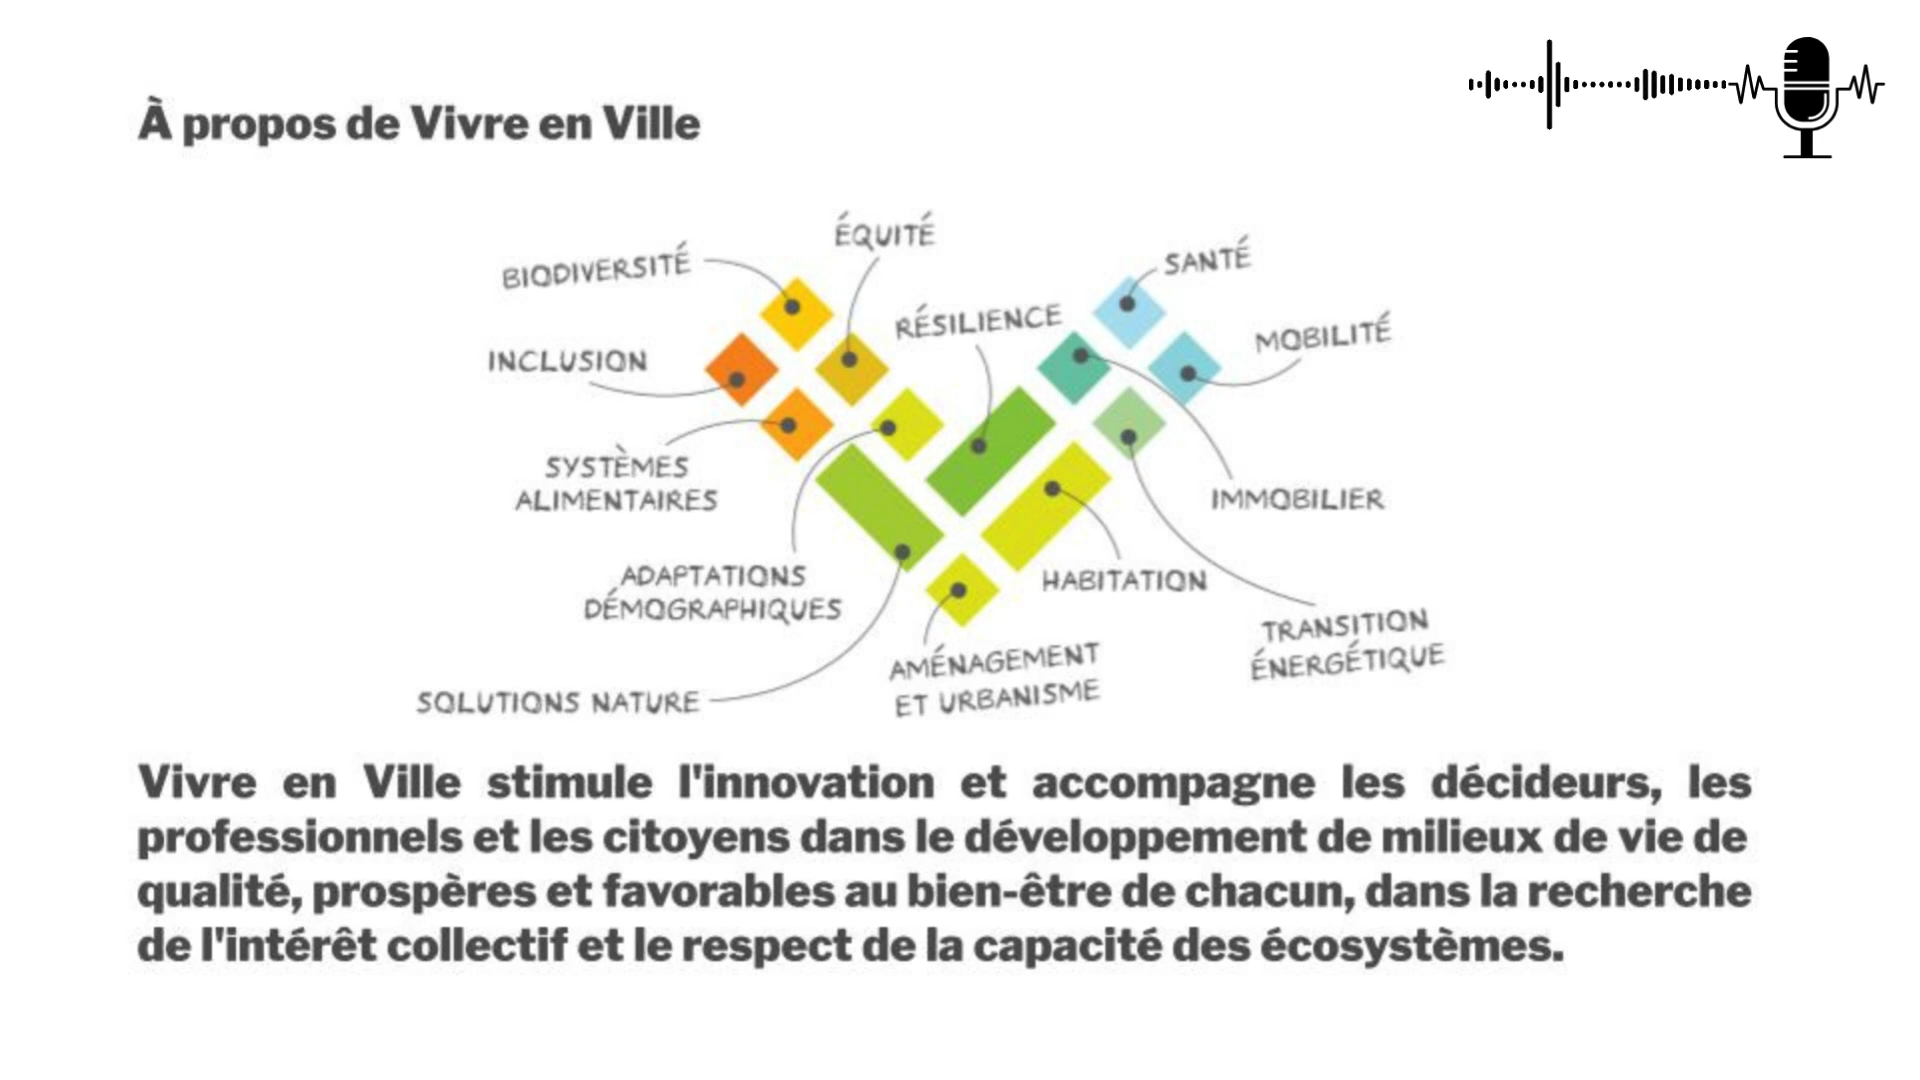 À propos de Vivre en Ville
ÉQUITÉ
BIODIVERSITÉ
SANTÉ
RÉSILIENCE
MOBILITÉ
INCLUSION
SYSTÈMES
ALIMENTAIRES
IMMOBILIER
ADAPTATIONS
DÉMOGRAPHIQUES
HABITATION
TRANSITION
ÉNERGÉTIQUE
AMÉNAGEMENT
ET URBANISME
SOLUTIONS NATURE
Vivre en Ville stimule l'innovation et accompagne les décideurs, les
professionnels et les citoyens dans le développement de milieux de vie de
qualité, prospères et favorables au bien-être de chacun, dans la recherche
de l'intérêt collectif et le respect de la capacité des écosystèmes.